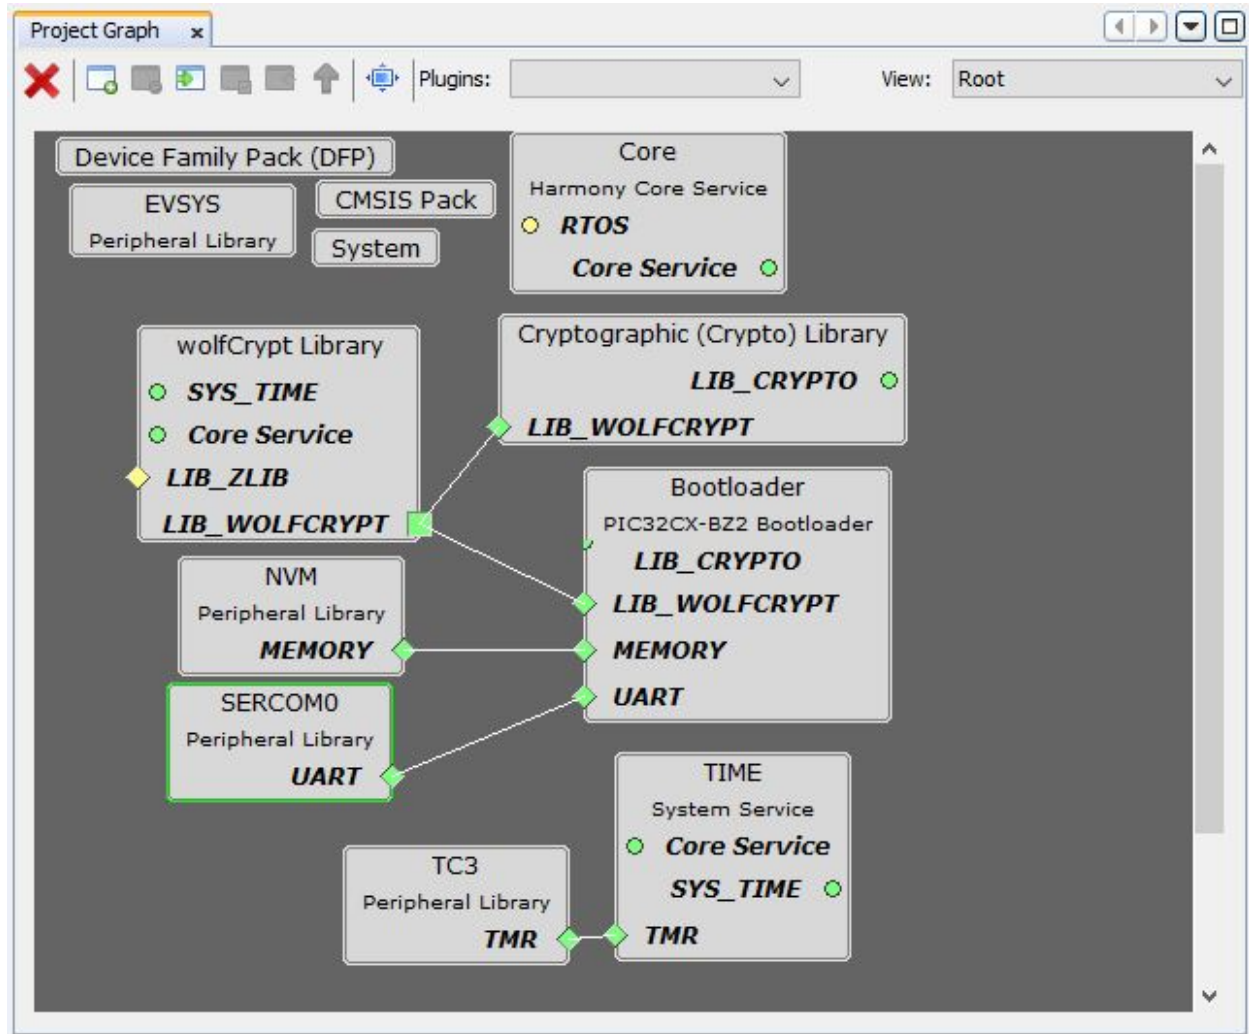 Project Graph x
Plugins:
View: Root
Device Family Pack (DFP)
EVSYS
Peripheral Library
CMSIS Pack
System
Core
Harmony Core Service
RTOS
Core Service
wolfCrypt Library
SYS_TIME
Core Service
LIB_ZLIB
LIB_WOLFCRYPT
Cryptographic (Crypto) Library
LIB_CRYPTO
LIB_WOLFCRYPT
Bootloader
PIC32CX-BZ2 Bootloader
LIB_CRYPTO
LIB_WOLFCRYPT
MEMORY
UART
NVM
Peripheral Library
MEMORY
SERCOM0
Peripheral Library
UART
TIME
System Service
Core Service
SYS_TIME
TMR
TC3
Peripheral Library
TMR